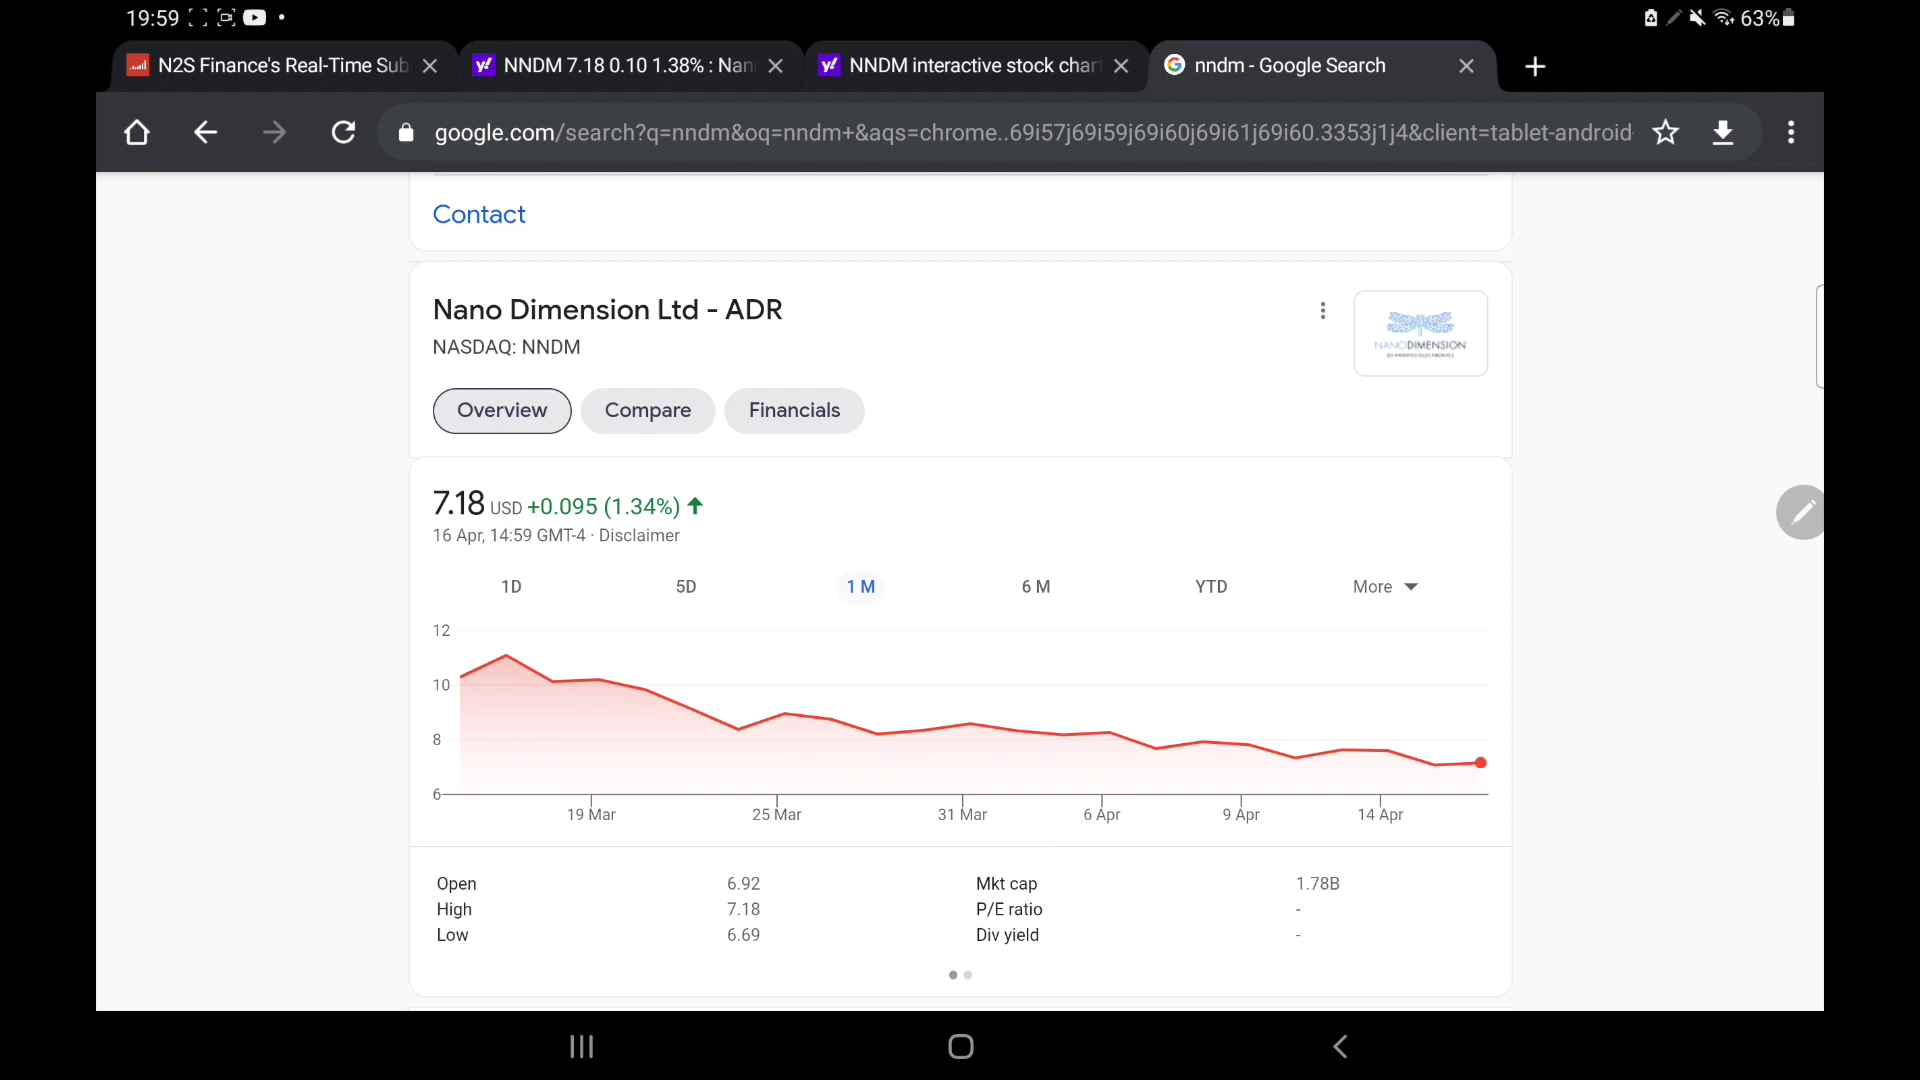 19:59
63%
N2S Finance's Real-Time Sub
NNDM 7.18 0.10 1.38% : Nan
NNDM interactive stock chart
nndm - Google Search
google.com/search?q=nndm&oq=nndm+&aqs=chrome..69i57j69i59j69i60j69i61j69i60.3353j1j4&client=tablet-android-
Contact
Nano Dimension Ltd - ADR
NASDAQ: NNDM
NANODIMENSION
3D PRINTED ELECTRONICS
Overview
Compare
Financials
7.18 USD +0.095 (1.34%)
16 Apr, 14:59 GMT-4 · Disclaimer
1D
5D
1 M
6 M
YTD
More
12
10
8
6
19 Mar
25 Mar
31 Mar
6 Apr
9 Apr
14 Apr
Open 6.92 Mkt cap 1.78B
High 7.18 P/E ratio -
Low 6.69 Div yield -